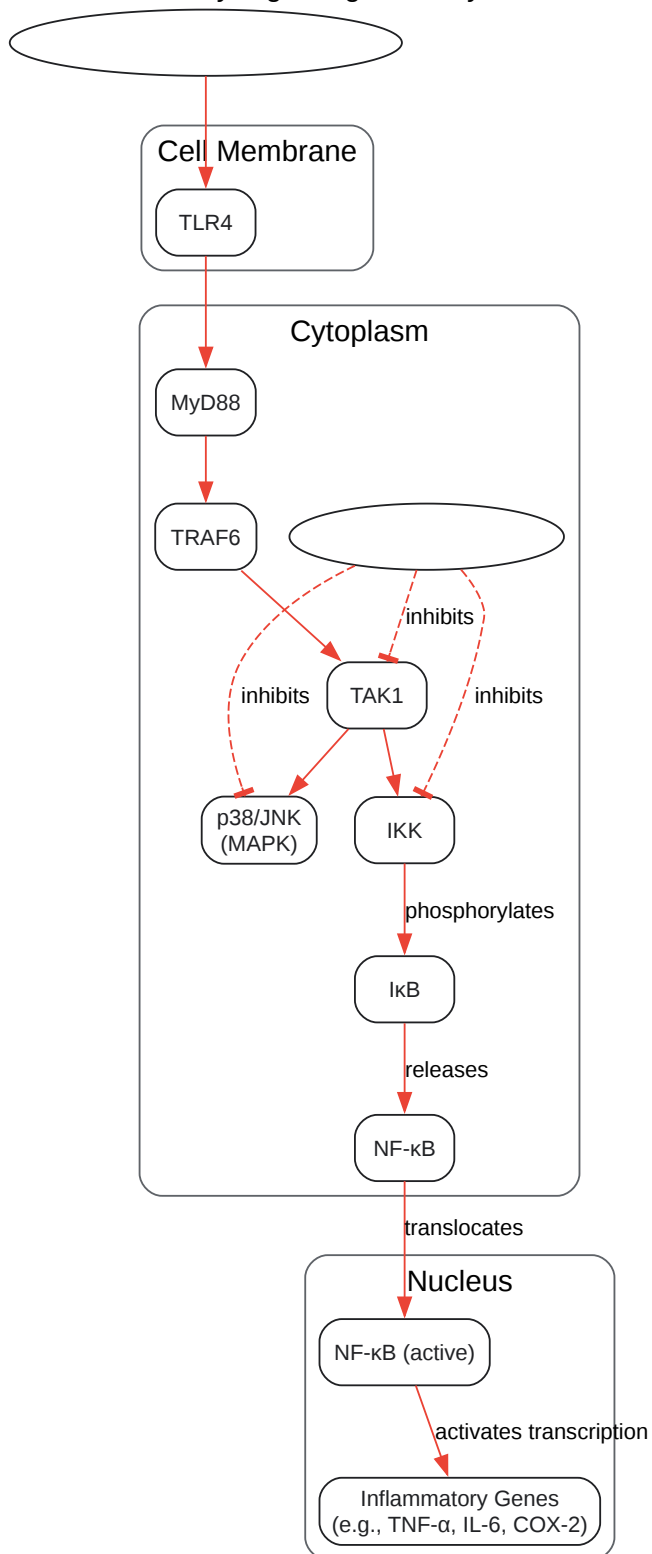 Cell Membrane
TLR4
Cytoplasm
MyD88
TRAF6
inhibits
TAK1
inhibits
inhibits
p38/JNK
(MAPK)
IKK
phosphorylates
IκB
releases
NF-κB
translocates
Nucleus
NF-κB (active)
activates transcription
Inflammatory Genes
(e.g., TNF-α, IL-6, COX-2)